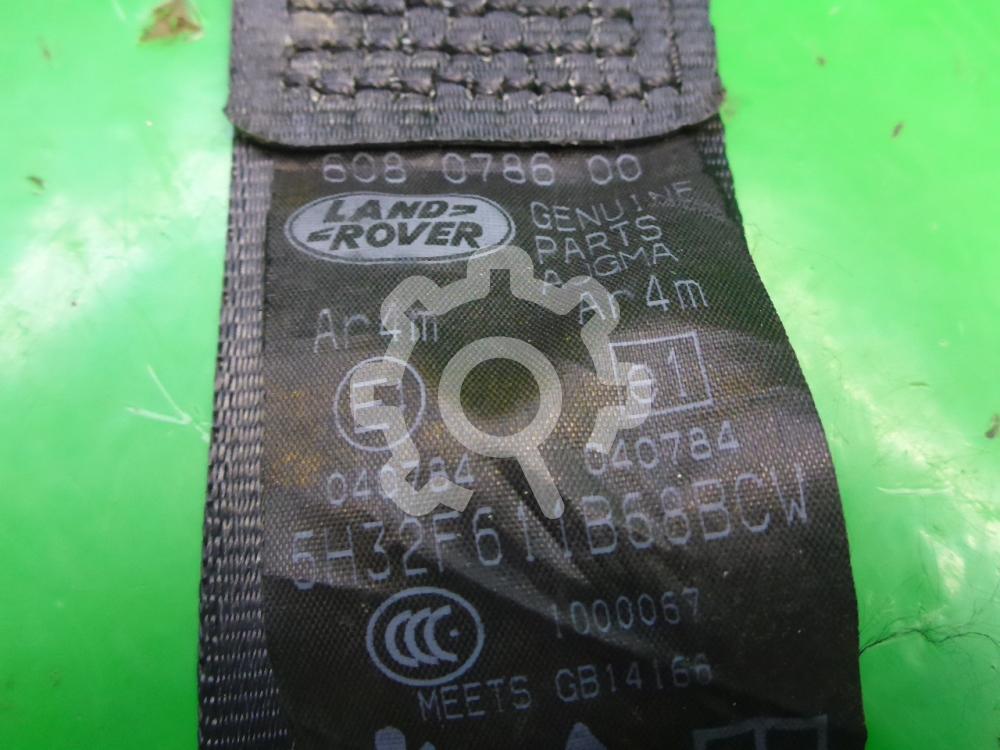 608 0786 00
LAND
ROVER
GENUINE
PARTS
Ar4m
Ar4m
E
e1
040784
040784
5H32F611B68BCW
CCC
1000067
MEETS GB14166